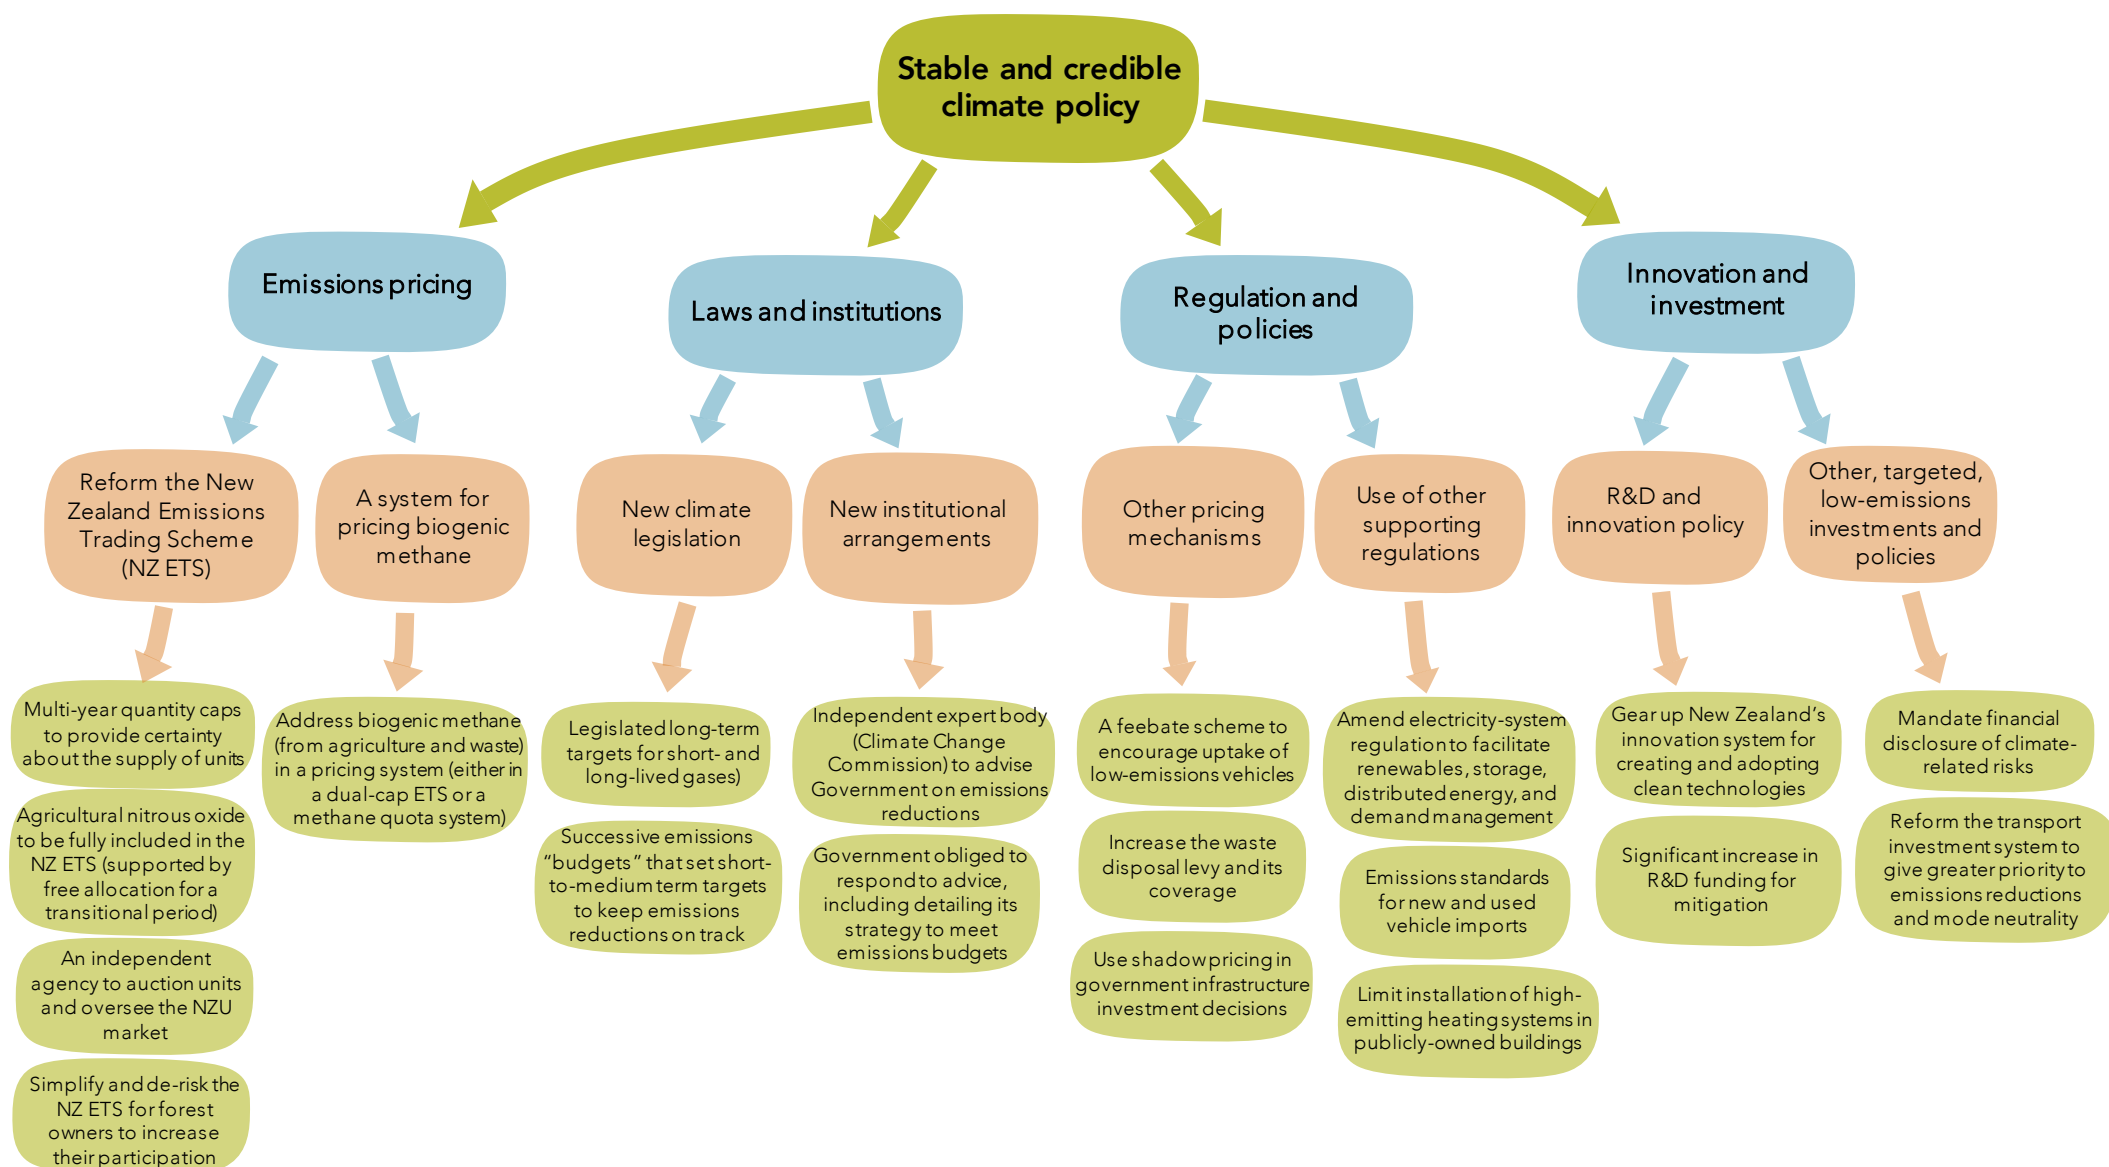 Stable and credible
climate policy
Emissions pricing
Laws and institutions
Regulation and
policies
Innovation and
investment
Reform the New
Zealand Emissions
Trading Scheme
(NZ ETS)
A system for
pricing biogenic
methane
New climate
legislation
New institutional
arrangements
Other pricing
mechanisms
Use of other
supporting
regulations
R&D and
innovation policy
Other, targeted,
low-emissions
investments and
policies
Multi-year quantity caps
to provide certainty
about the supply of units
Agricultural nitrous oxide
to be fully included in the
NZ ETS (supported by
free allocation for a
transitional period)
An independent
agency to auction units
and oversee the NZU
market
Simplify and de-risk the
NZ ETS for forest
owners to increase
their participation
Address biogenic methane
(from agriculture and waste)
in a pricing system (either in
a dual-cap ETS or a
methane quota system)
Legislated long-term
targets for short- and
long-lived gases)
Successive emissions
“budgets” that set short-
to-medium term targets
to keep emissions
reductions on track
Independent expert body
(Climate Change
Commission) to advise
Government on emissions
reductions
Government obliged to
respond to advice,
including detailing its
strategy to meet
emissions budgets
A feebate scheme to
encourage uptake of
low-emissions vehicles
Increase the waste
disposal levy and its
coverage
Use shadow pricing in
government infrastructure
investment decisions
Amend electricity-system
regulation to facilitate
renewables, storage,
distributed energy, and
demand management
Emissions standards
for new and used
vehicle imports
Limit installation of high-
emitting heating systems in
publicly-owned buildings
Gear up New Zealand’s
innovation system for
creating and adopting
clean technologies
Significant increase in
R&D funding for
mitigation
Mandate financial
disclosure of climate-
related risks
Reform the transport
investment system to
give greater priority to
emissions reductions
and mode neutrality